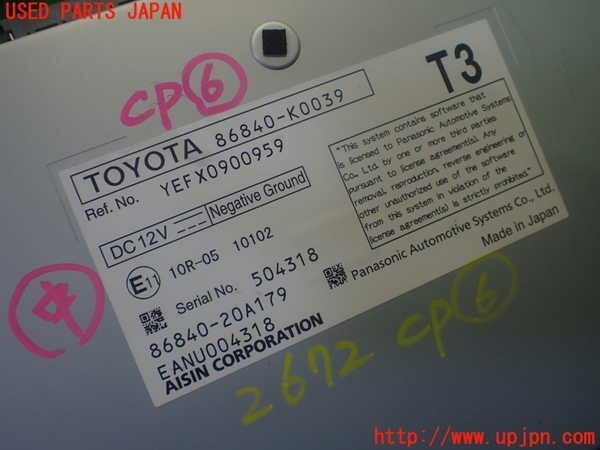 USED PARTS JAPAN
CP⑥
T3
TOYOTA 86840-K0039
Ref. No. YEFX0900959
DC 12V Negative Ground
E11 10R-05 10102
Serial No. 504318
86840-20A179
EANU004318
AISIN CORPORATION
"This system contains software that
is licensed to Panasonic Automotive Systems
Co., Ltd. by one or more third parties
pursuant to license agreement(s). Any
removal, reproduction, reverse engineering or
other unauthorized use of the software
from this system in violation of the
license agreement(s) is strictly prohibited."
Panasonic Automotive Systems Co., Ltd.
Made in Japan
中
2672 CP⑥
http://www.upjpn.com/